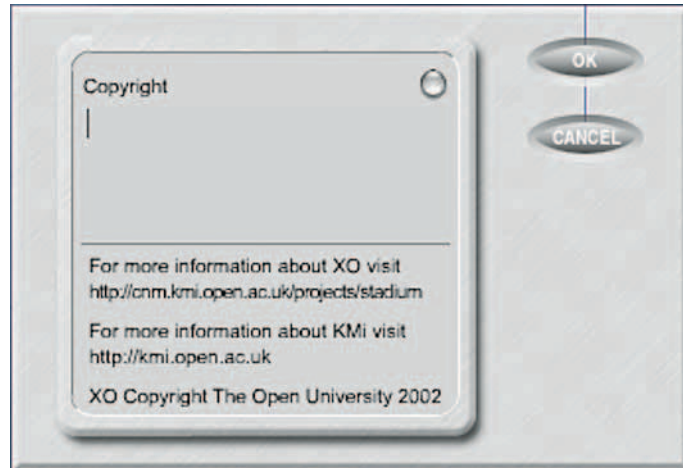 Copyright
OK
CANCEL
For more information about XO visit
http://cnm.kmi.open.ac.uk/projects/stadium
For more information about KMi visit
http://kmi.open.ac.uk
XO Copyright The Open University 2002